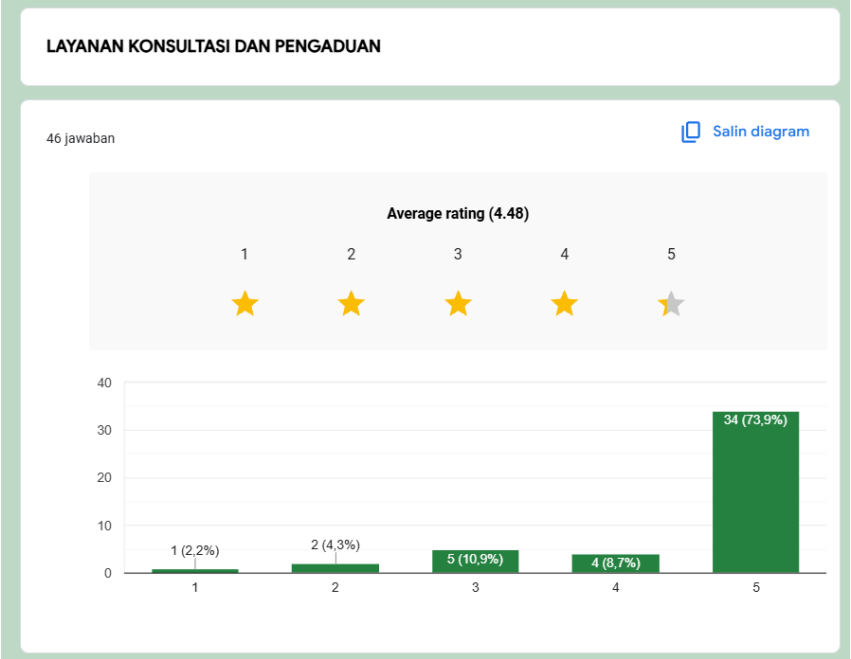 LAYANAN KONSULTASI DAN PENGADUAN
46 jawaban
Salin diagram
Average rating (4.48)
1 2 3 4 5
40
30
20
10
0
1 (2,2%)
2 (4,3%)
5 (10,9%)
4 (8,7%)
34 (73,9%)
1 2 3 4 5